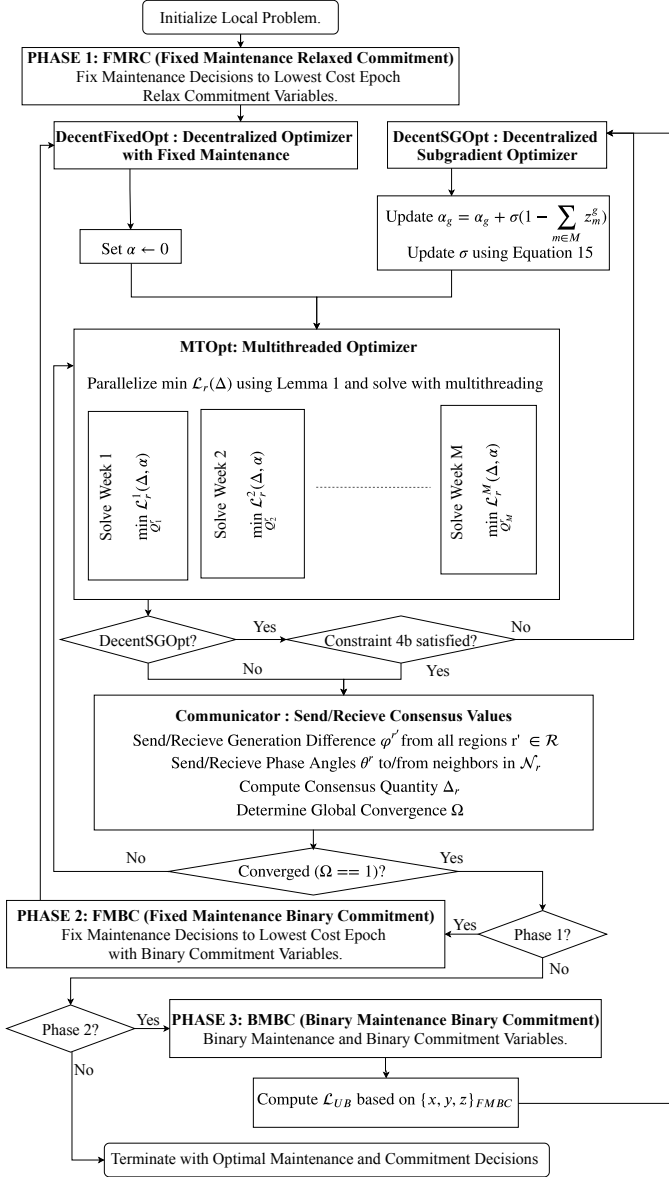 Initialize Local Problem.
PHASE 1: FMRC (Fixed Maintenance Relaxed Commitment)
Fix Maintenance Decisions to Lowest Cost Epoch
Relax Commitment Variables.
DecentFixedOpt : Decentralized Optimizer
with Fixed Maintenance
DecentSGOpt : Decentralized
Subgradient Optimizer
Set α ← 0
Update α_g = α_g + σ(1 − ∑_{m∈M} z_m^g)
Update σ using Equation 15
MTOpt: Multithreaded Optimizer
Parallelize min ℒ_r(Δ) using Lemma 1 and solve with multithreading
Solve Week 1
min_{Q_1^r} ℒ_r^1(Δ, α)
Solve Week 2
min_{Q_2^r} ℒ_r^2(Δ, α)
Solve Week M
min_{Q_M^r} ℒ_r^M(Δ, α)
DecentSGOpt?
Yes
Constraint 4b satisfied?
No
No
Yes
Communicator : Send/Recieve Consensus Values
Send/Recieve Generation Difference φ^{r'} from all regions r' ∈ ℛ
Send/Recieve Phase Angles θ^r to/from neighbors in 𝒩_r
Compute Consensus Quantity Δ_r
Determine Global Convergence Ω
No
Converged (Ω == 1)?
Yes
PHASE 2: FMBC (Fixed Maintenance Binary Commitment)
Fix Maintenance Decisions to Lowest Cost Epoch
with Binary Commitment Variables.
Yes
Phase 1?
No
Phase 2?
Yes
PHASE 3: BMBC (Binary Maintenance Binary Commitment)
Binary Maintenance and Binary Commitment Variables.
No
Compute ℒ_{UB} based on {x, y, z}_{FMBC}
Terminate with Optimal Maintenance and Commitment Decisions